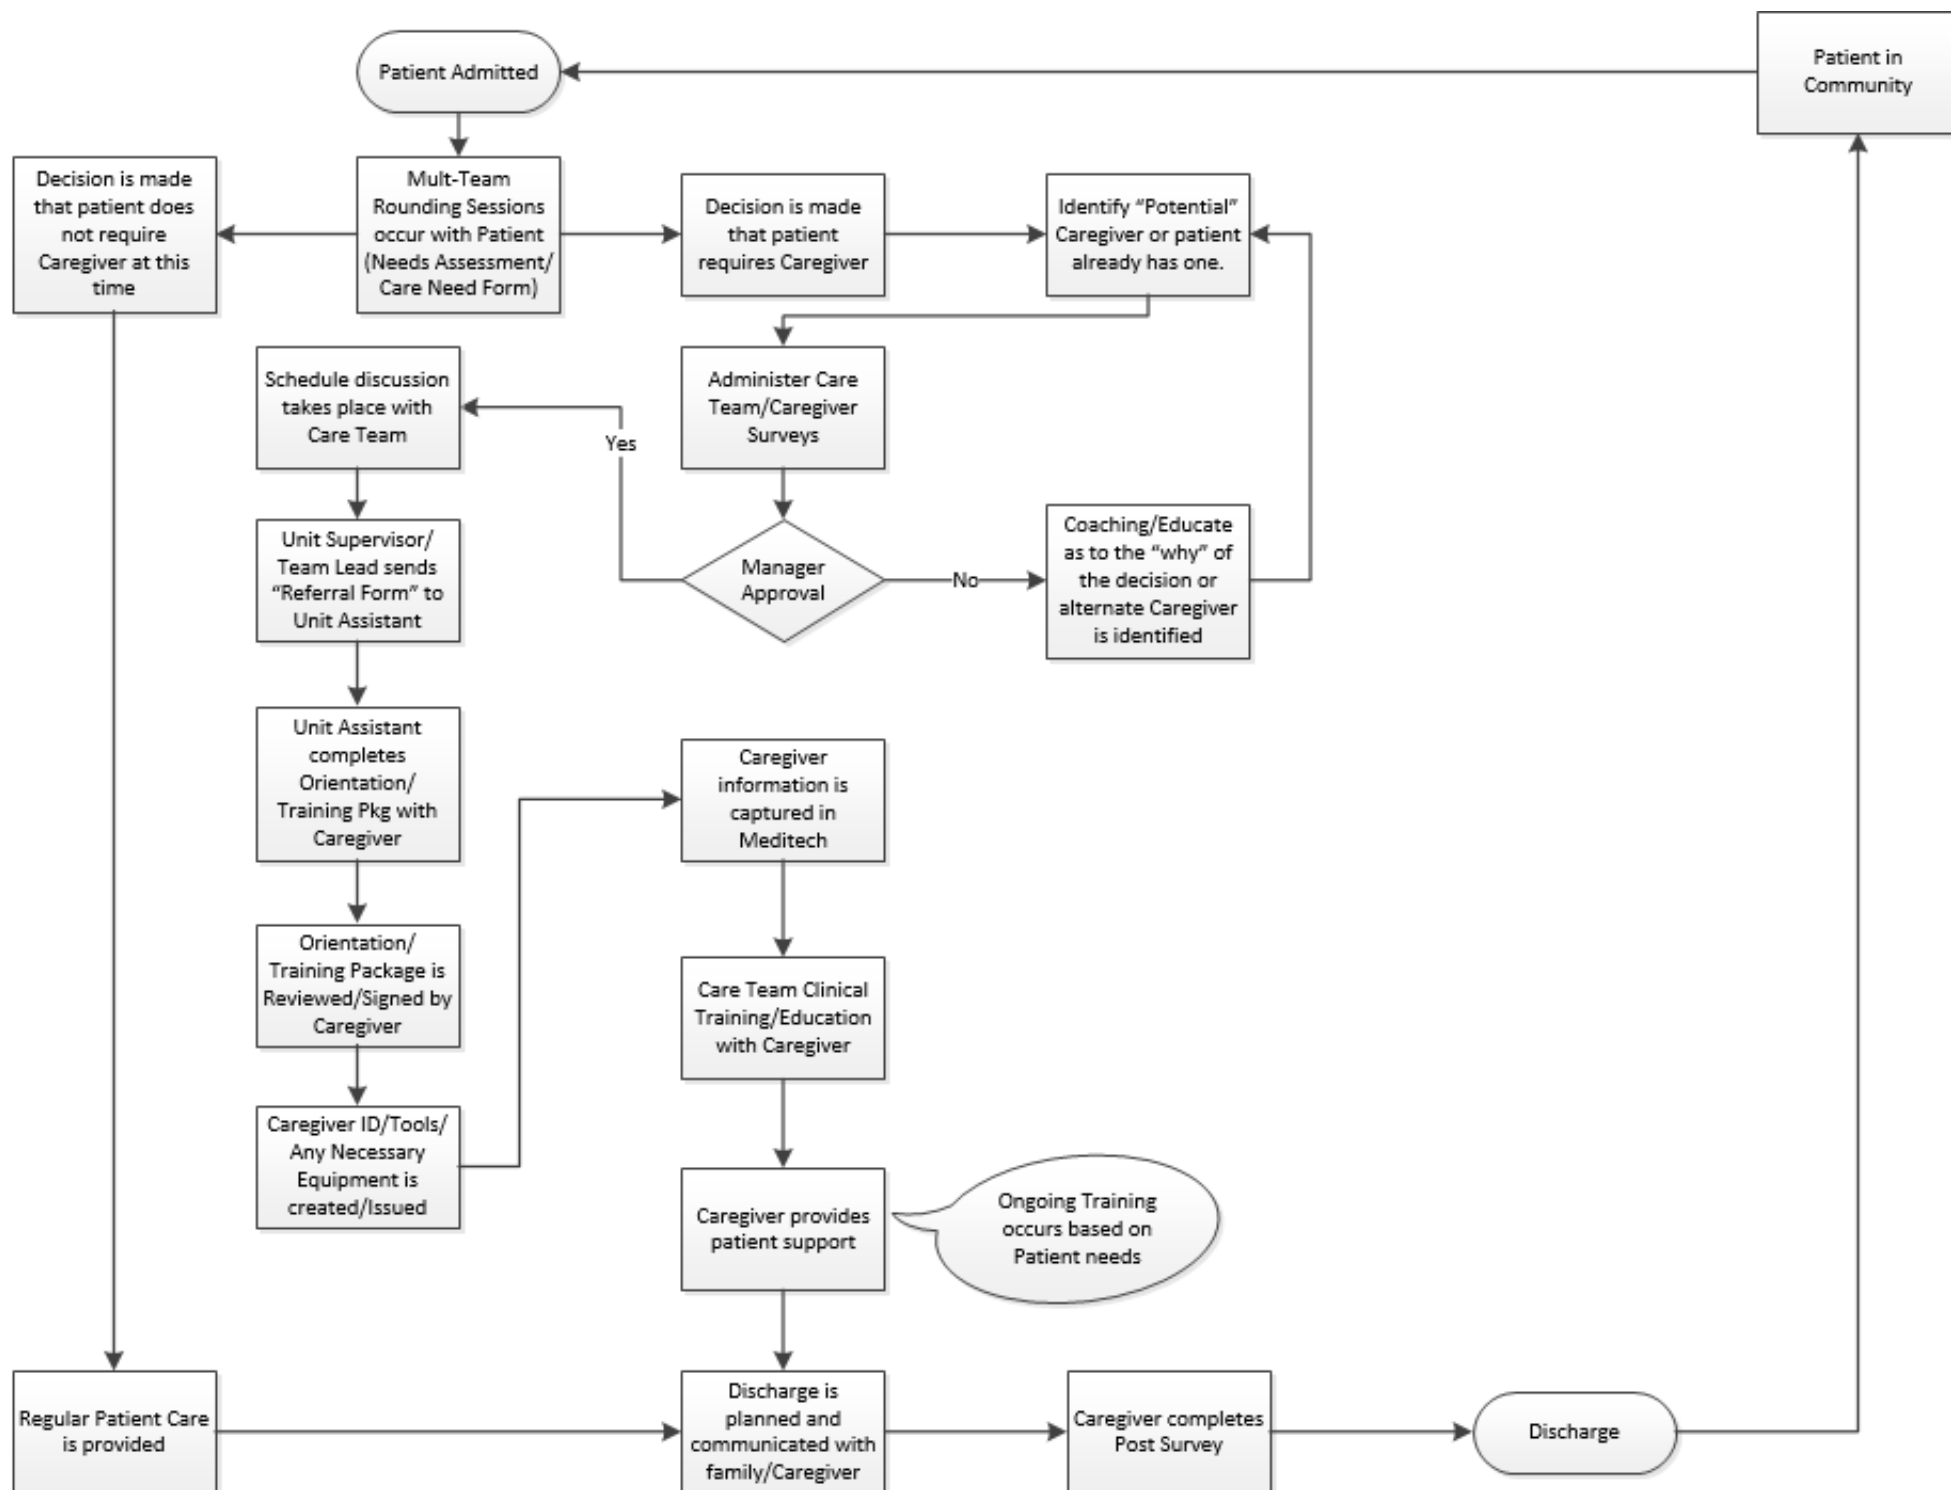 Patient Admitted
Patient in
Community
Decision is made
that patient does
not require
Caregiver at this
time
Mult-Team
Rounding Sessions
occur with Patient
(Needs Assessment/
Care Need Form)
Decision is made
that patient
requires Caregiver
Identify “Potential”
Caregiver or patient
already has one.
Schedule discussion
takes place with
Care Team
Yes
Administer Care
Team/Caregiver
Surveys
Unit Supervisor/
Team Lead sends
“Referral Form” to
Unit Assistant
Manager
Approval
No
Coaching/Educate
as to the “why” of
the decision or
alternate Caregiver
is identified
Unit Assistant
completes
Orientation/
Training Pkg with
Caregiver
Caregiver
information is
captured in
Meditech
Orientation/
Training Package is
Reviewed/Signed by
Caregiver
Care Team Clinical
Training/Education
with Caregiver
Caregiver ID/Tools/
Any Necessary
Equipment is
created/Issued
Caregiver provides
patient support
Ongoing Training
occurs based on
Patient needs
Regular Patient Care
is provided
Discharge is
planned and
communicated with
family/Caregiver
Caregiver completes
Post Survey
Discharge